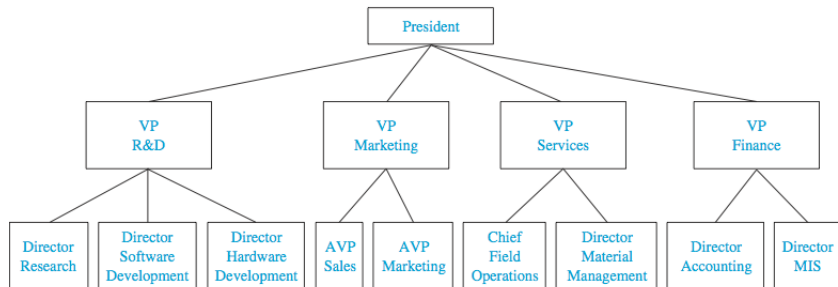 President
VP
R&D
VP
Marketing
VP
Services
VP
Finance
Director
Research
Director
Software
Development
Director
Hardware
Development
AVP
Sales
AVP
Marketing
Chief
Field
Operations
Director
Material
Management
Director
Accounting
Director
MIS